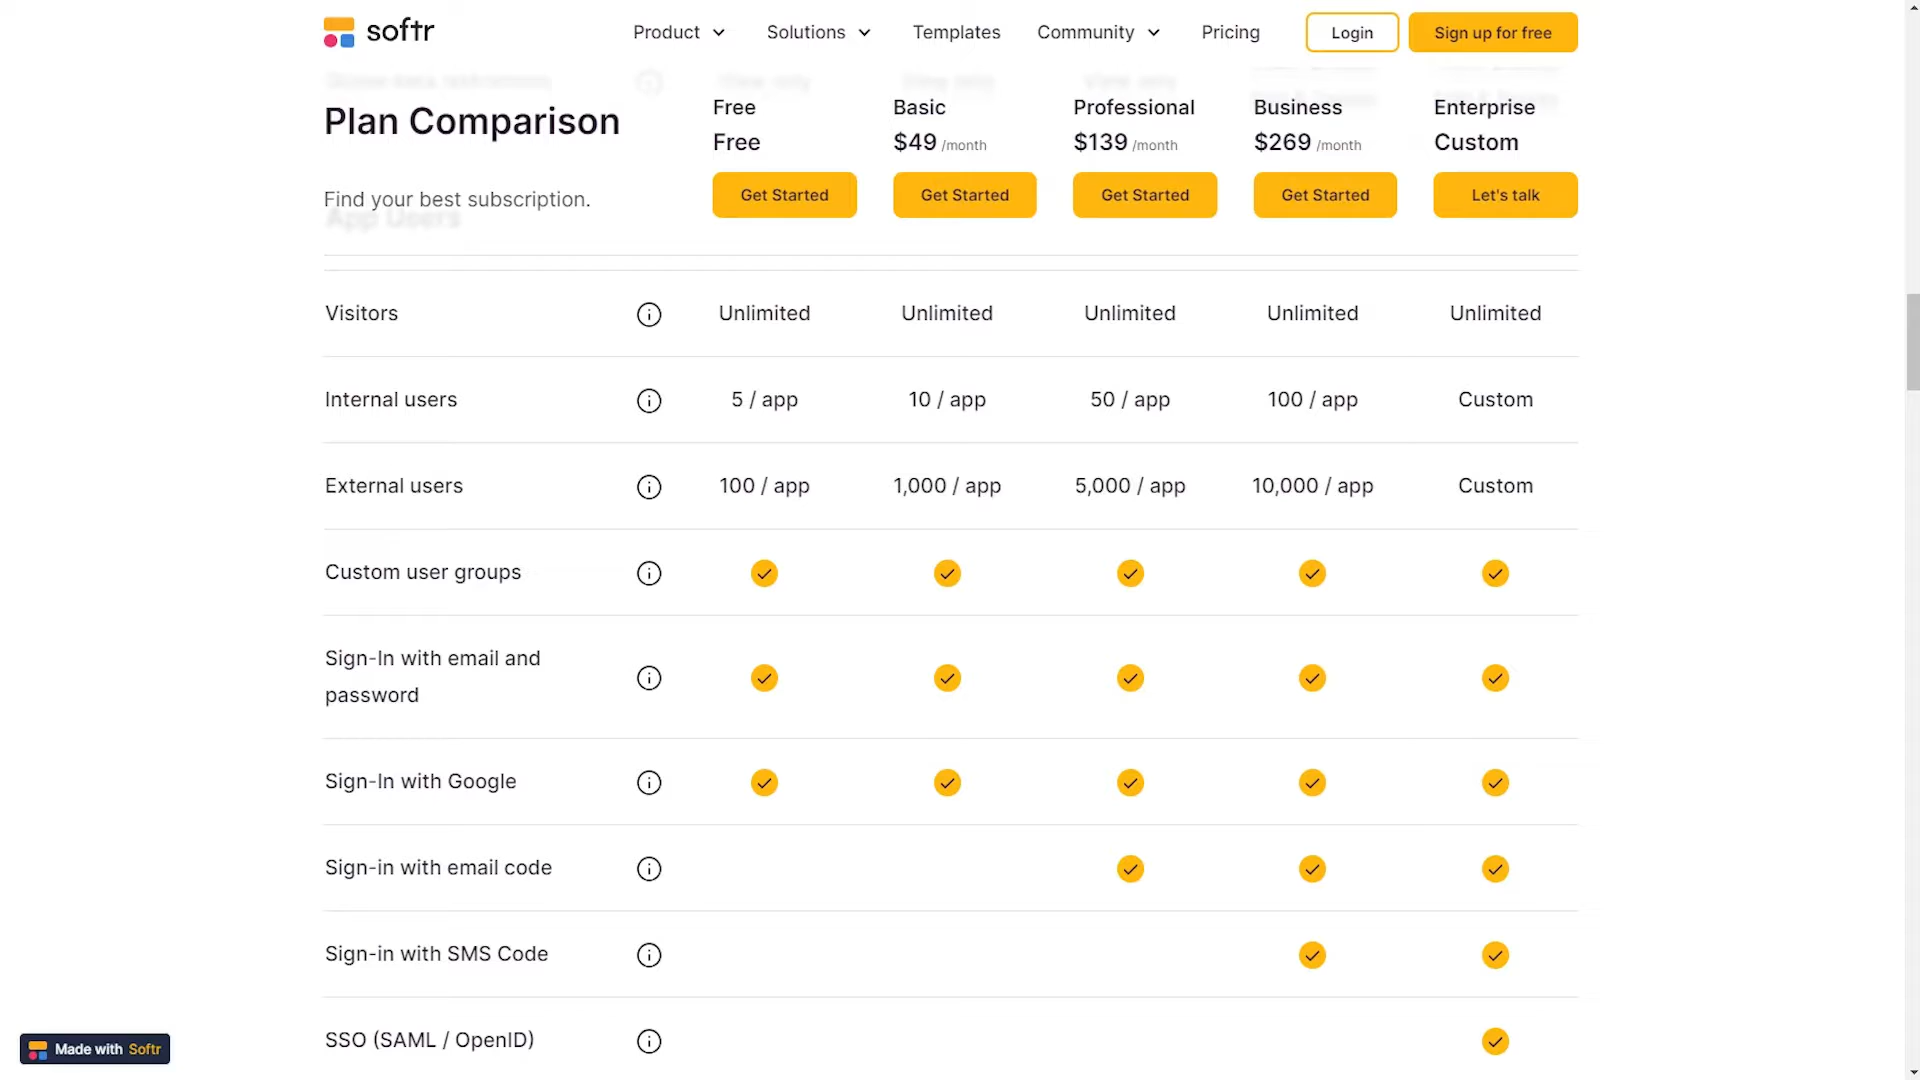 softr
Product
Solutions
Templates
Community
Pricing
Login
Sign up for free
Plan Comparison
Find your best subscription.
App Users
Free
Free
Get Started
Basic
$49 /month
Get Started
Professional
$139 /month
Get Started
Business
$269 /month
Get Started
Enterprise
Custom
Let's talk
Visitors Unlimited Unlimited Unlimited Unlimited Unlimited
Internal users 5 / app 10 / app 50 / app 100 / app Custom
External users 100 / app 1,000 / app 5,000 / app 10,000 / app Custom
Custom user groups
Sign-In with email and
password
Sign-In with Google
Sign-in with email code
Sign-in with SMS Code
SSO (SAML / OpenID)
Made with Softr